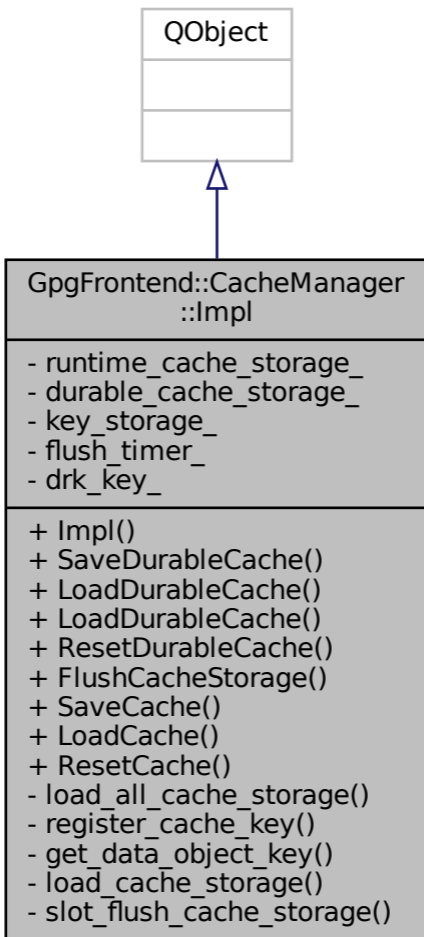 QObject
GpgFrontend::CacheManager
::Impl
- runtime_cache_storage_
- durable_cache_storage_
- key_storage_
- flush_timer_
- drk_key_
+ Impl()
+ SaveDurableCache()
+ LoadDurableCache()
+ LoadDurableCache()
+ ResetDurableCache()
+ FlushCacheStorage()
+ SaveCache()
+ LoadCache()
+ ResetCache()
- load_all_cache_storage()
- register_cache_key()
- get_data_object_key()
- load_cache_storage()
- slot_flush_cache_storage()